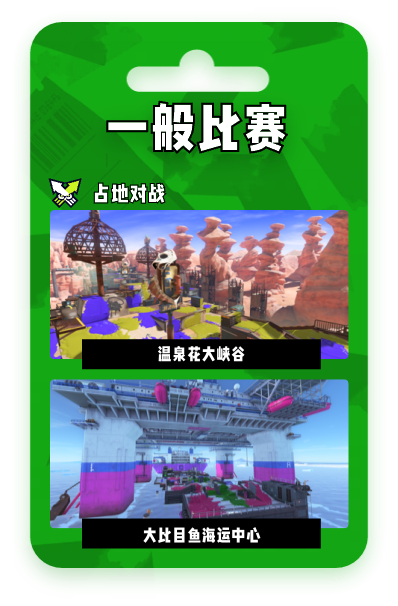 一般比赛
占地对战
温泉花大峡谷
大比目鱼海运中心